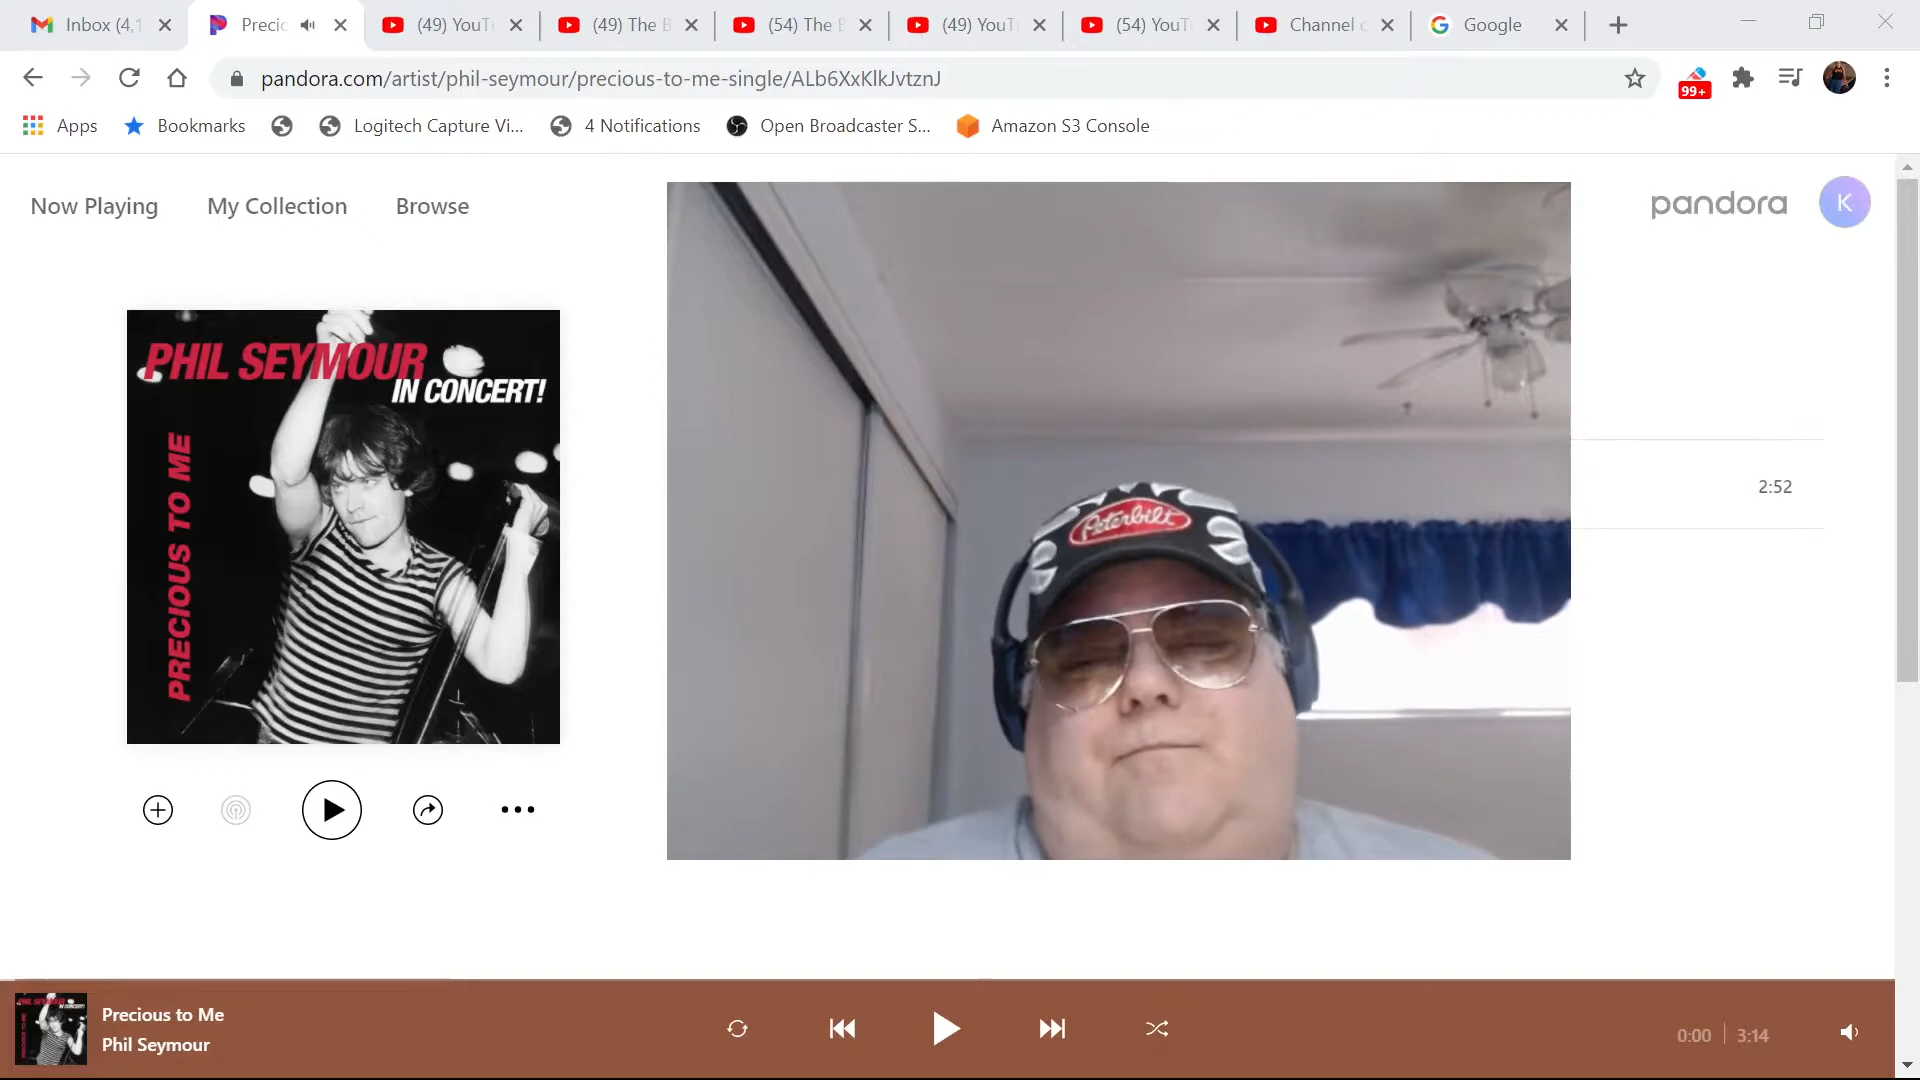 Inbox (4,1
Precic
(49) YouT
(49) The B
(54) The B
(49) YouT
(54) YouT
Channel c
Google
pandora.com/artist/phil-seymour/precious-to-me-single/ALb6XxKlkJvtznJ
99+
Apps
Bookmarks
Logitech Capture Vi...
4 Notifications
Open Broadcaster S...
Amazon S3 Console
Now Playing
My Collection
Browse
pandora
K
PHIL SEYMOUR
IN CONCERT!
PRECIOUS TO ME
Peterbilt
2:52
Precious to Me
Phil Seymour
0:00
3:14